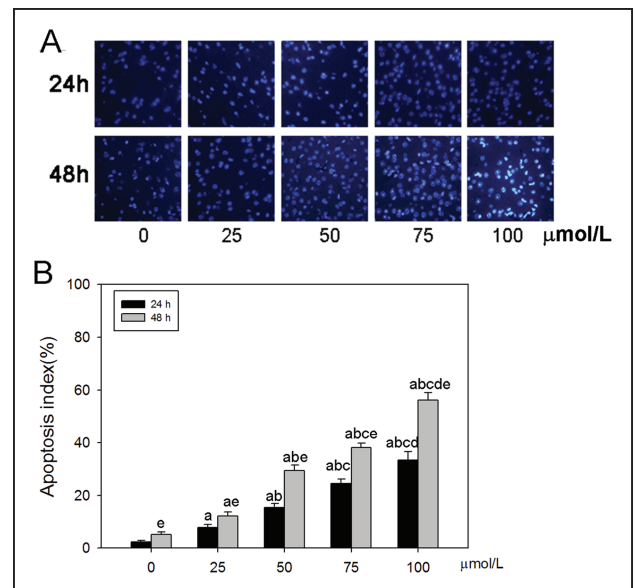 A
24h
48h
0 25 50 75 100 μmol/L
B
Apoptosis index(%)
100
80
60
40
20
0
24 h
48 h
e a ae ab abe abc abce abcd abcde
0 25 50 75 100 μmol/L